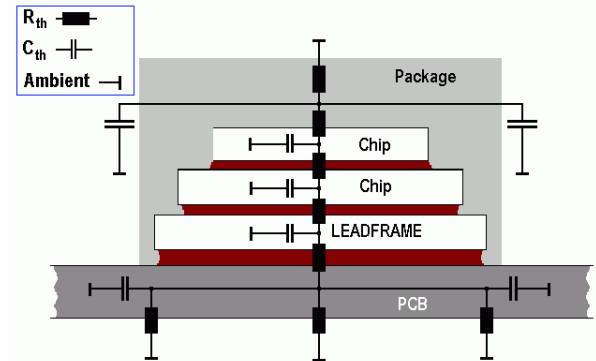 Rth
Cth
Ambient
Package
Chip
Chip
LEADFRAME
PCB